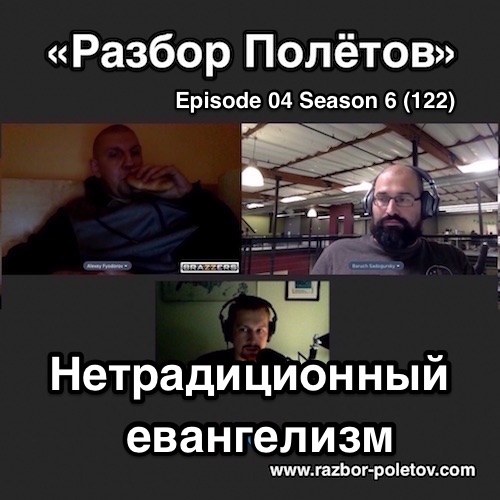 «Разбор Полётов»
Episode 04 Season 6 (122)
Alexey Fyodorov
BRAZZERS
Baruch Sadogursky
Нетрадиционный
евангелизм
www.razbor-poletov.com